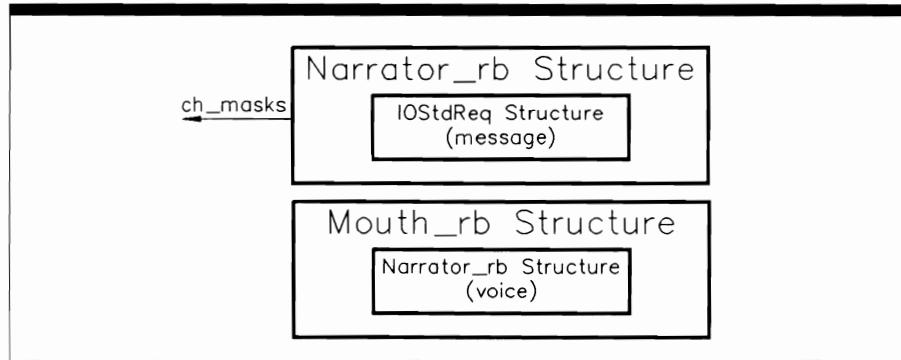 Narrator_rb Structure
ch_masks
IOStdReq Structure
(message)
Mouth_rb Structure
Narrator_rb Structure
(voice)